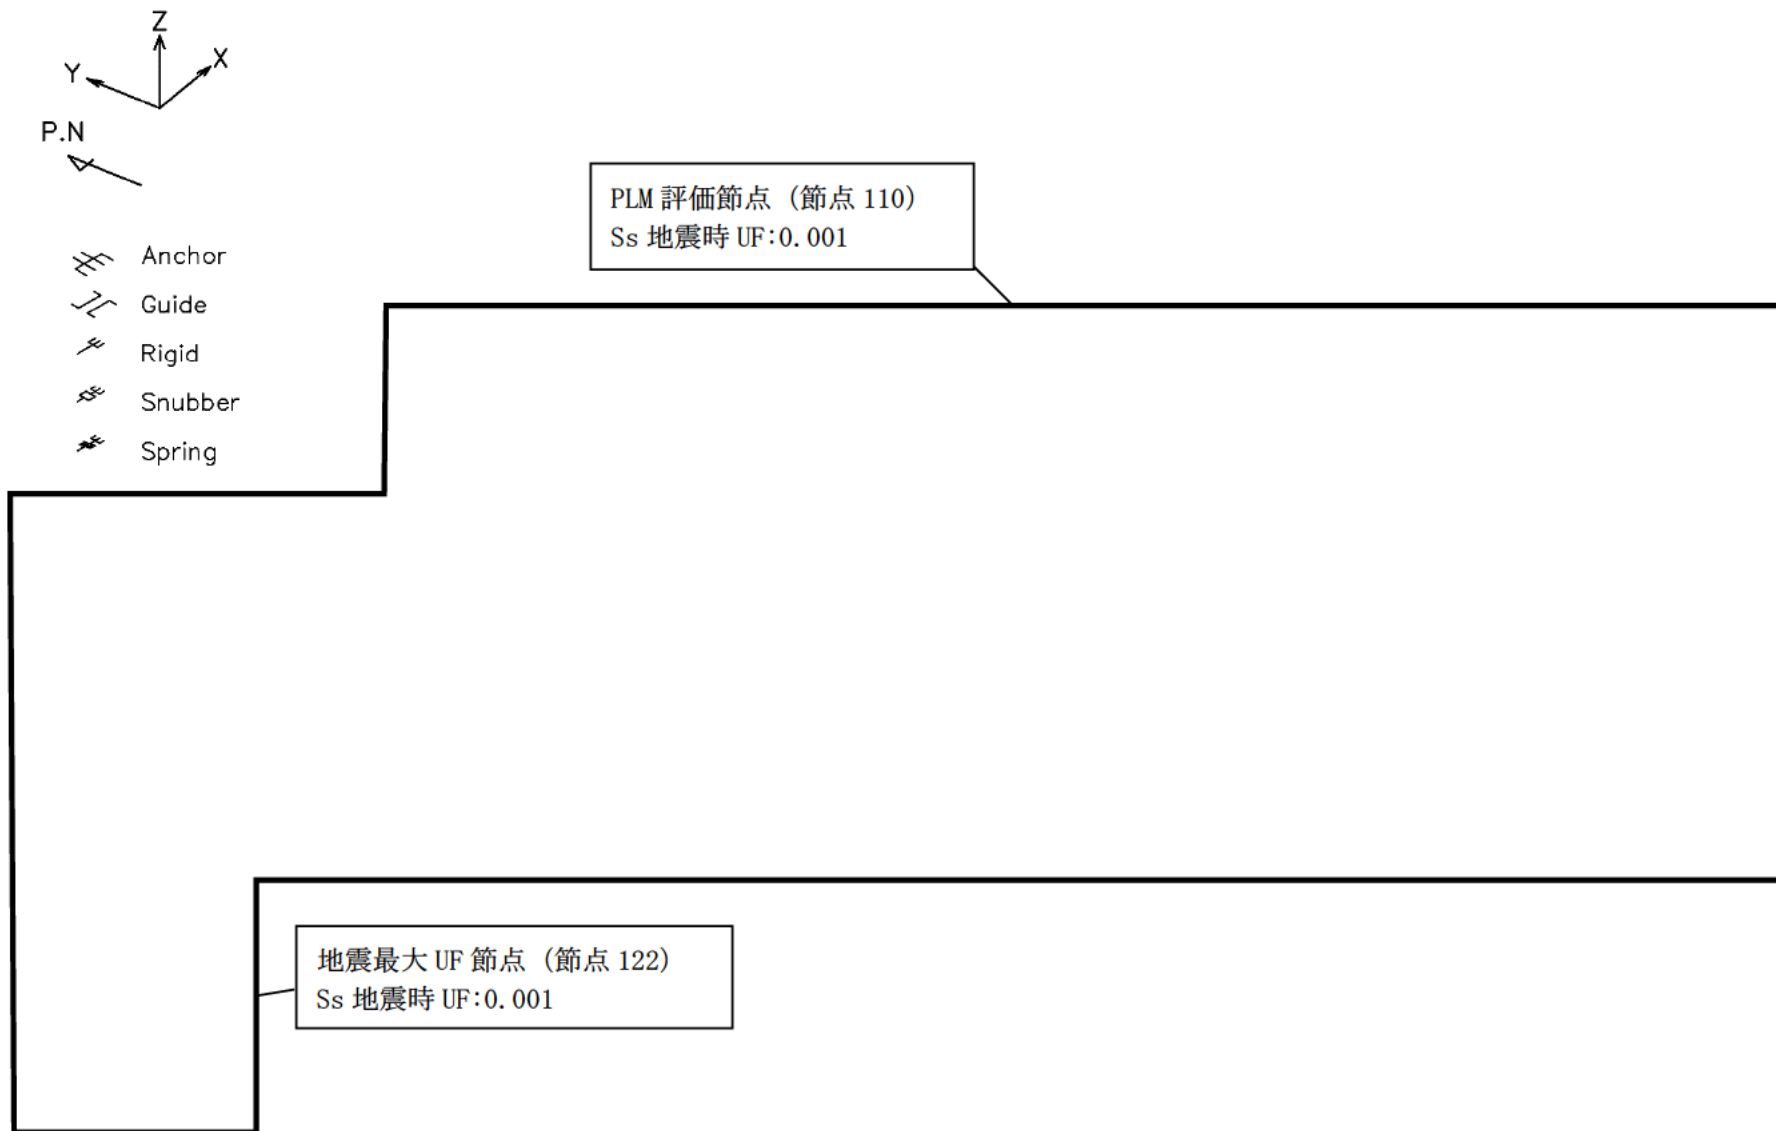 Z
X
Y
P.N
Anchor
Guide
Rigid
Snubber
Spring
PLM 評価節点（節点 110）
Ss 地震時 UF:0.001
地震最大 UF 節点（節点 122）
Ss 地震時 UF:0.001